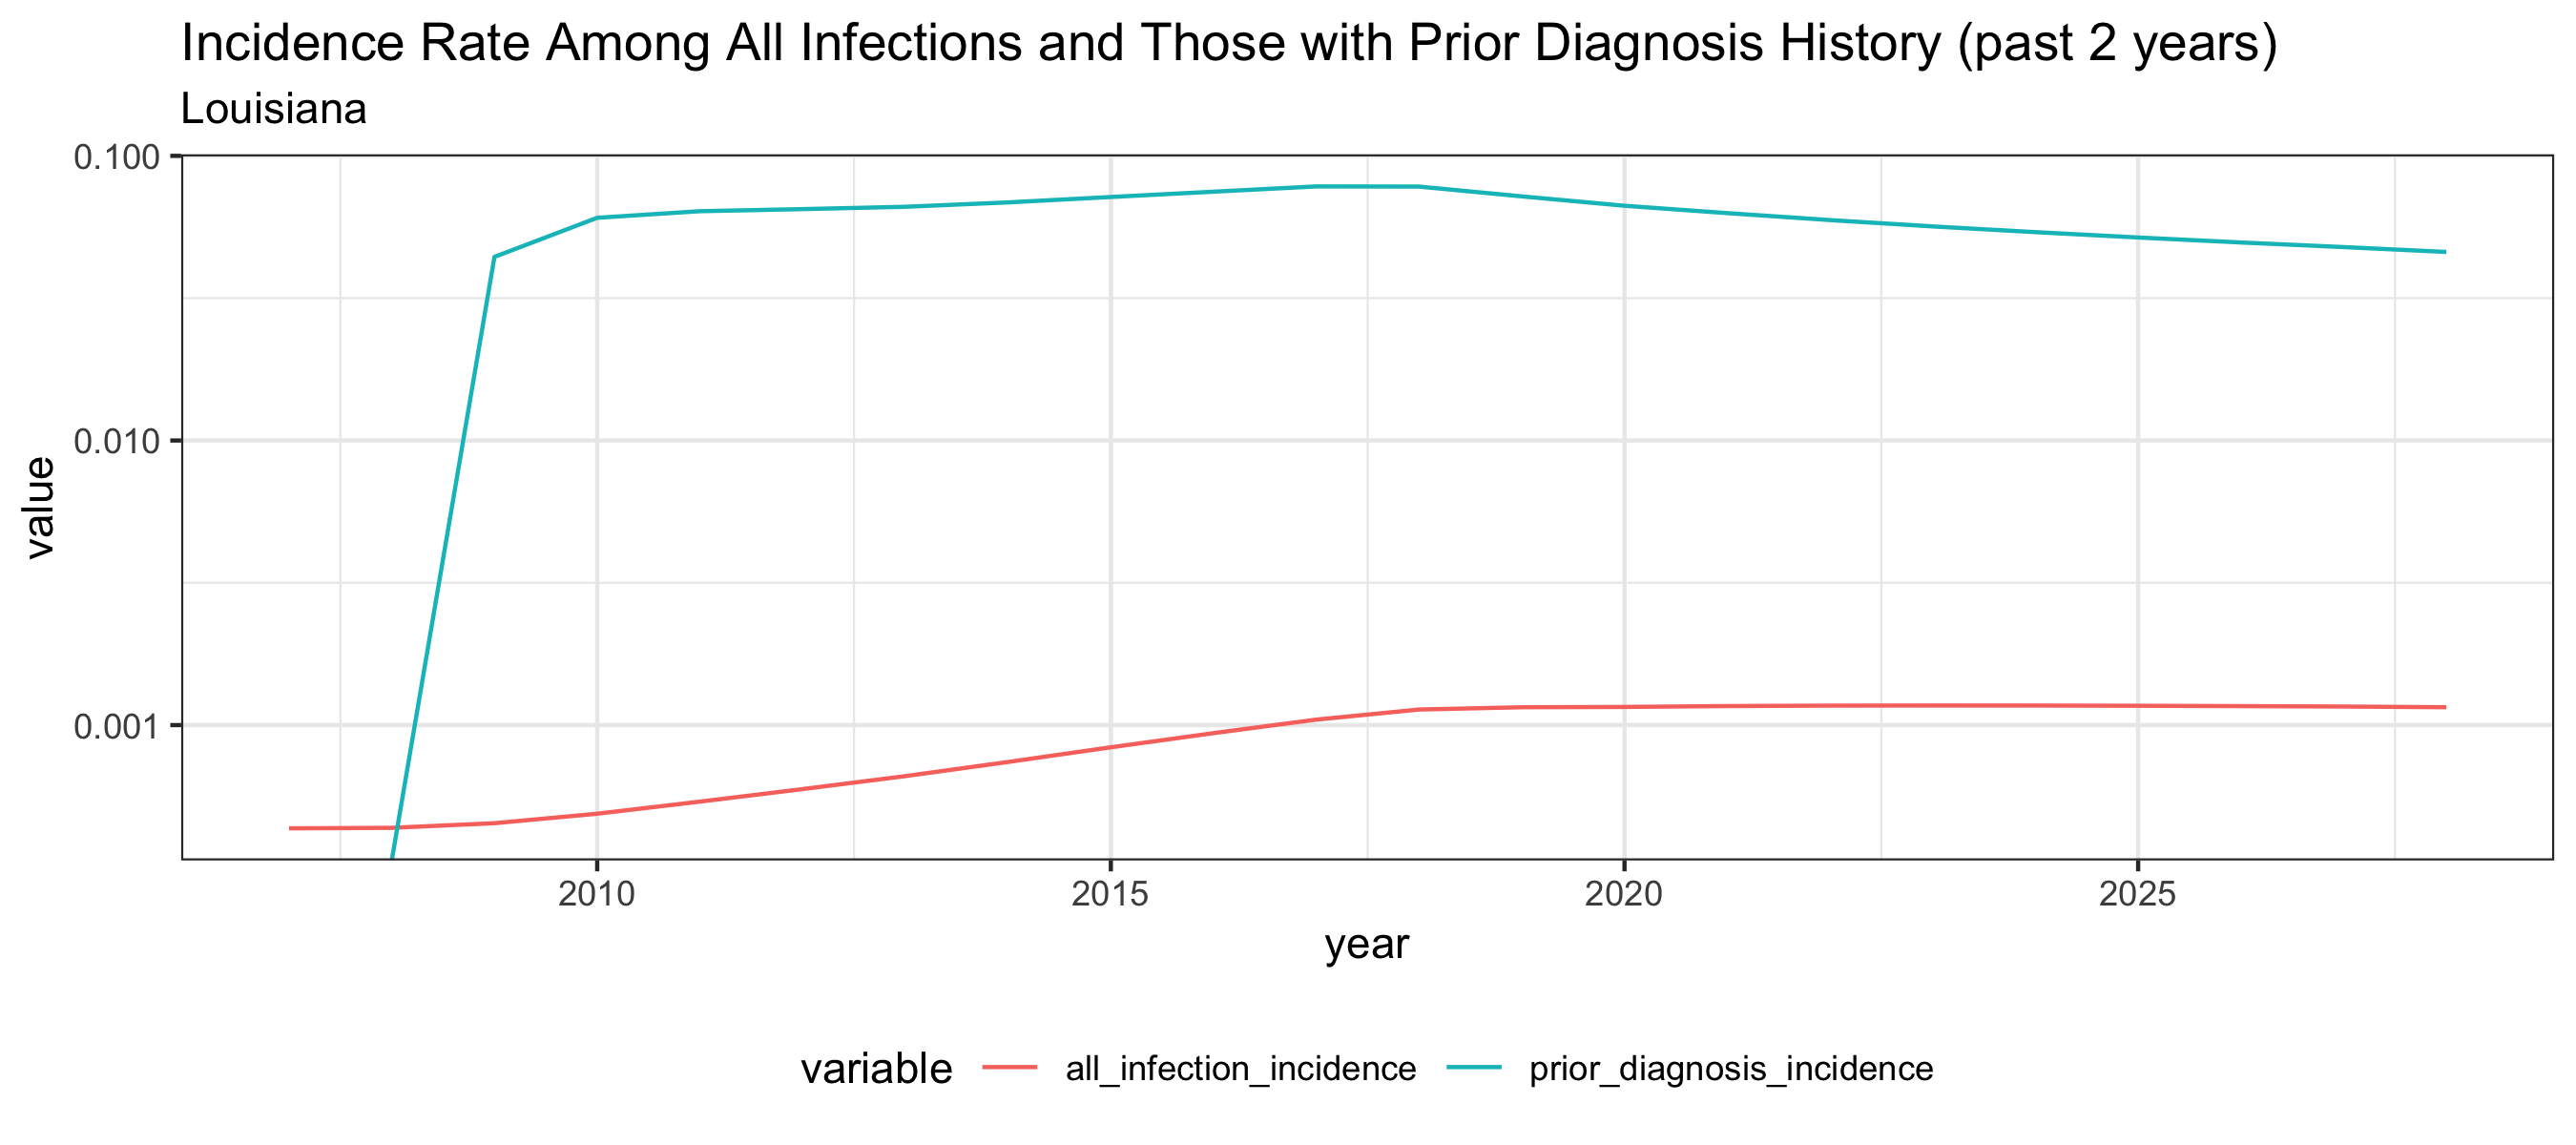 Incidence Rate Among All Infections and Those with Prior Diagnosis History (past 2 years)
Louisiana
0.100
0.010
0.001
value
2010 2015 2020 2025
year
variable all_infection_incidence prior_diagnosis_incidence